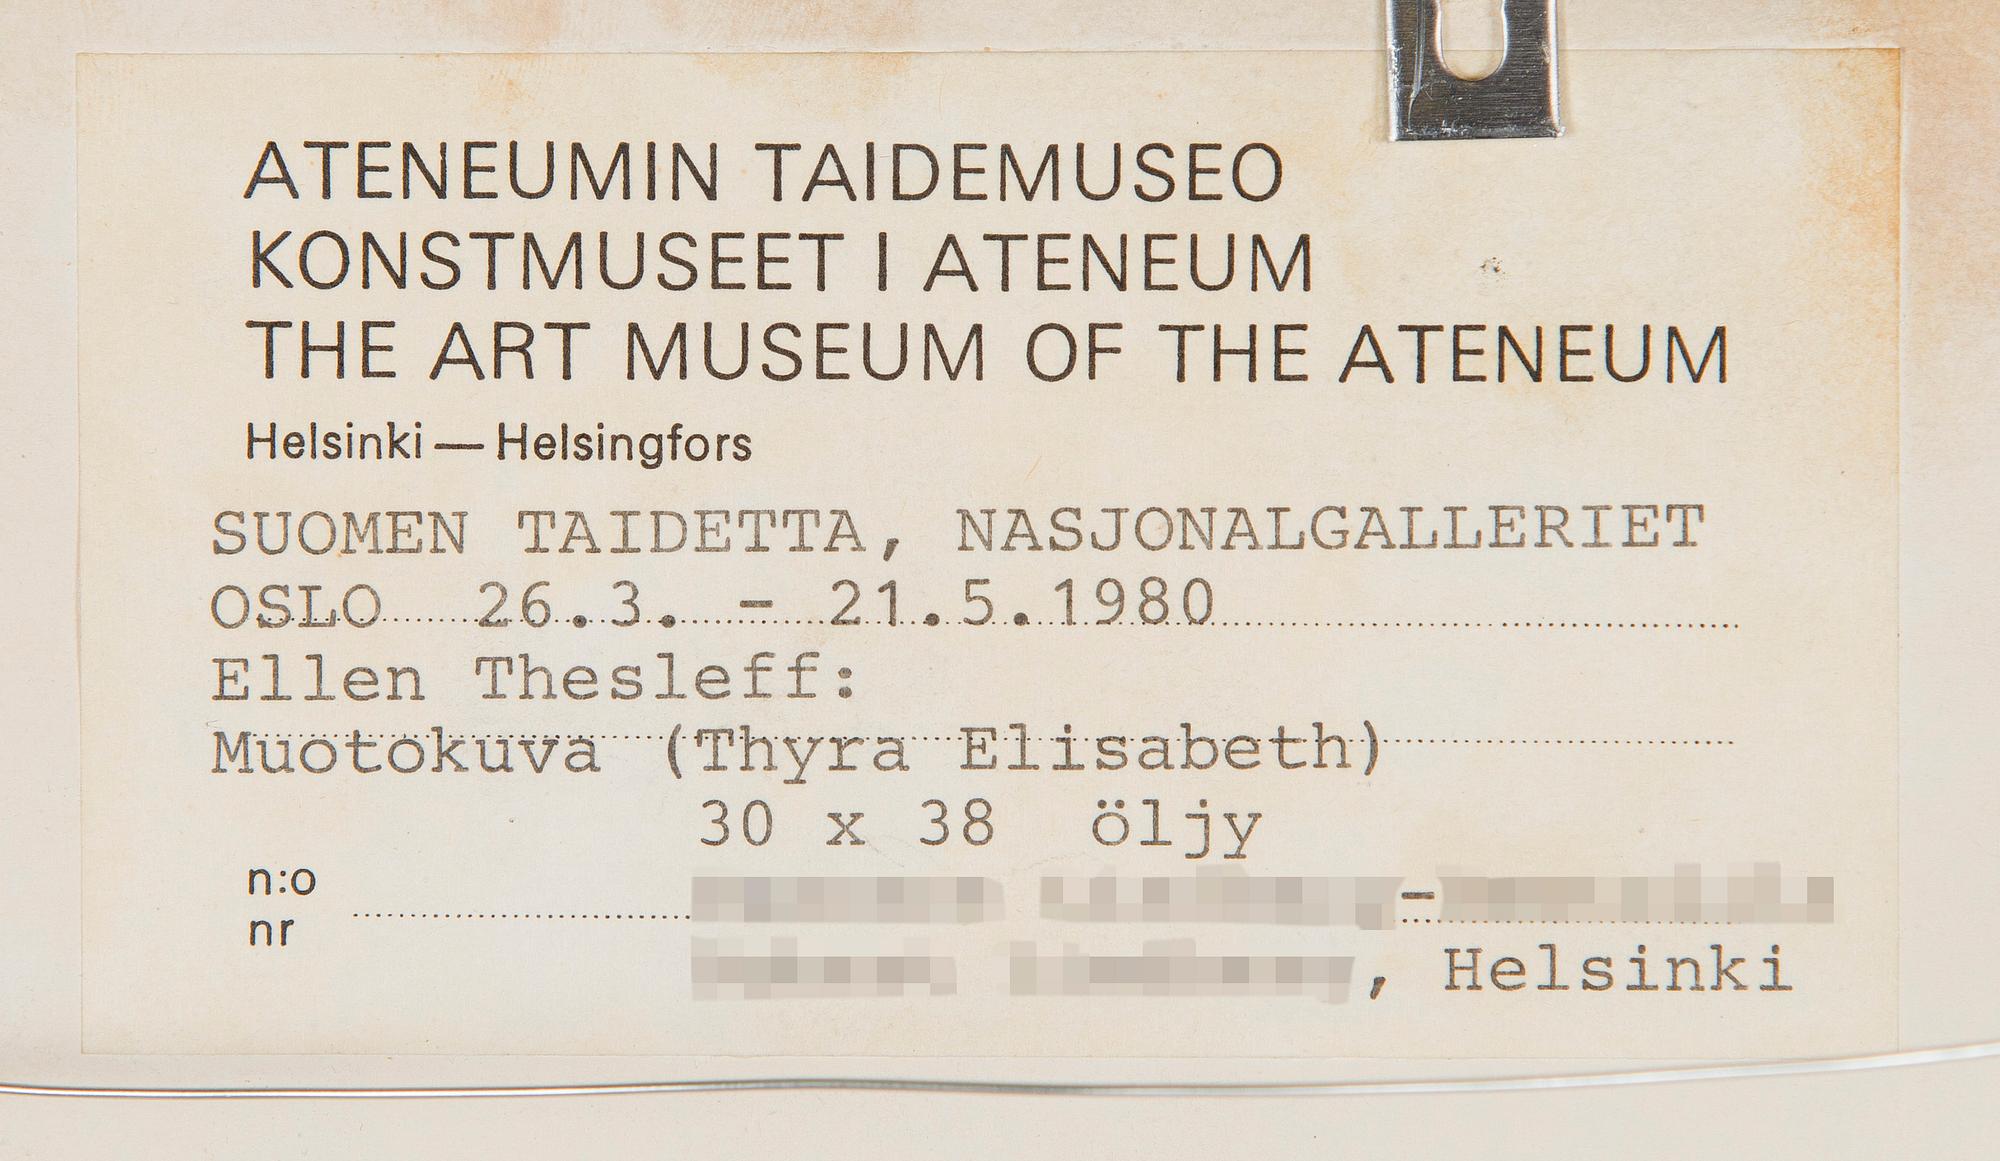 ATENEUMIN TAIDEMUSEO
KONSTMUSEET I ATENEUM
THE ART MUSEUM OF THE ATENEUM
Helsinki — Helsingfors
SUOMEN TAIDETTA, NASJONALGALLERIET
OSLO 26.3. - 21.5.1980
Ellen Thesleff:
Muotokuva (Thyra Elisabeth)
30 x 38 öljy
n:o
nr
-
, Helsinki